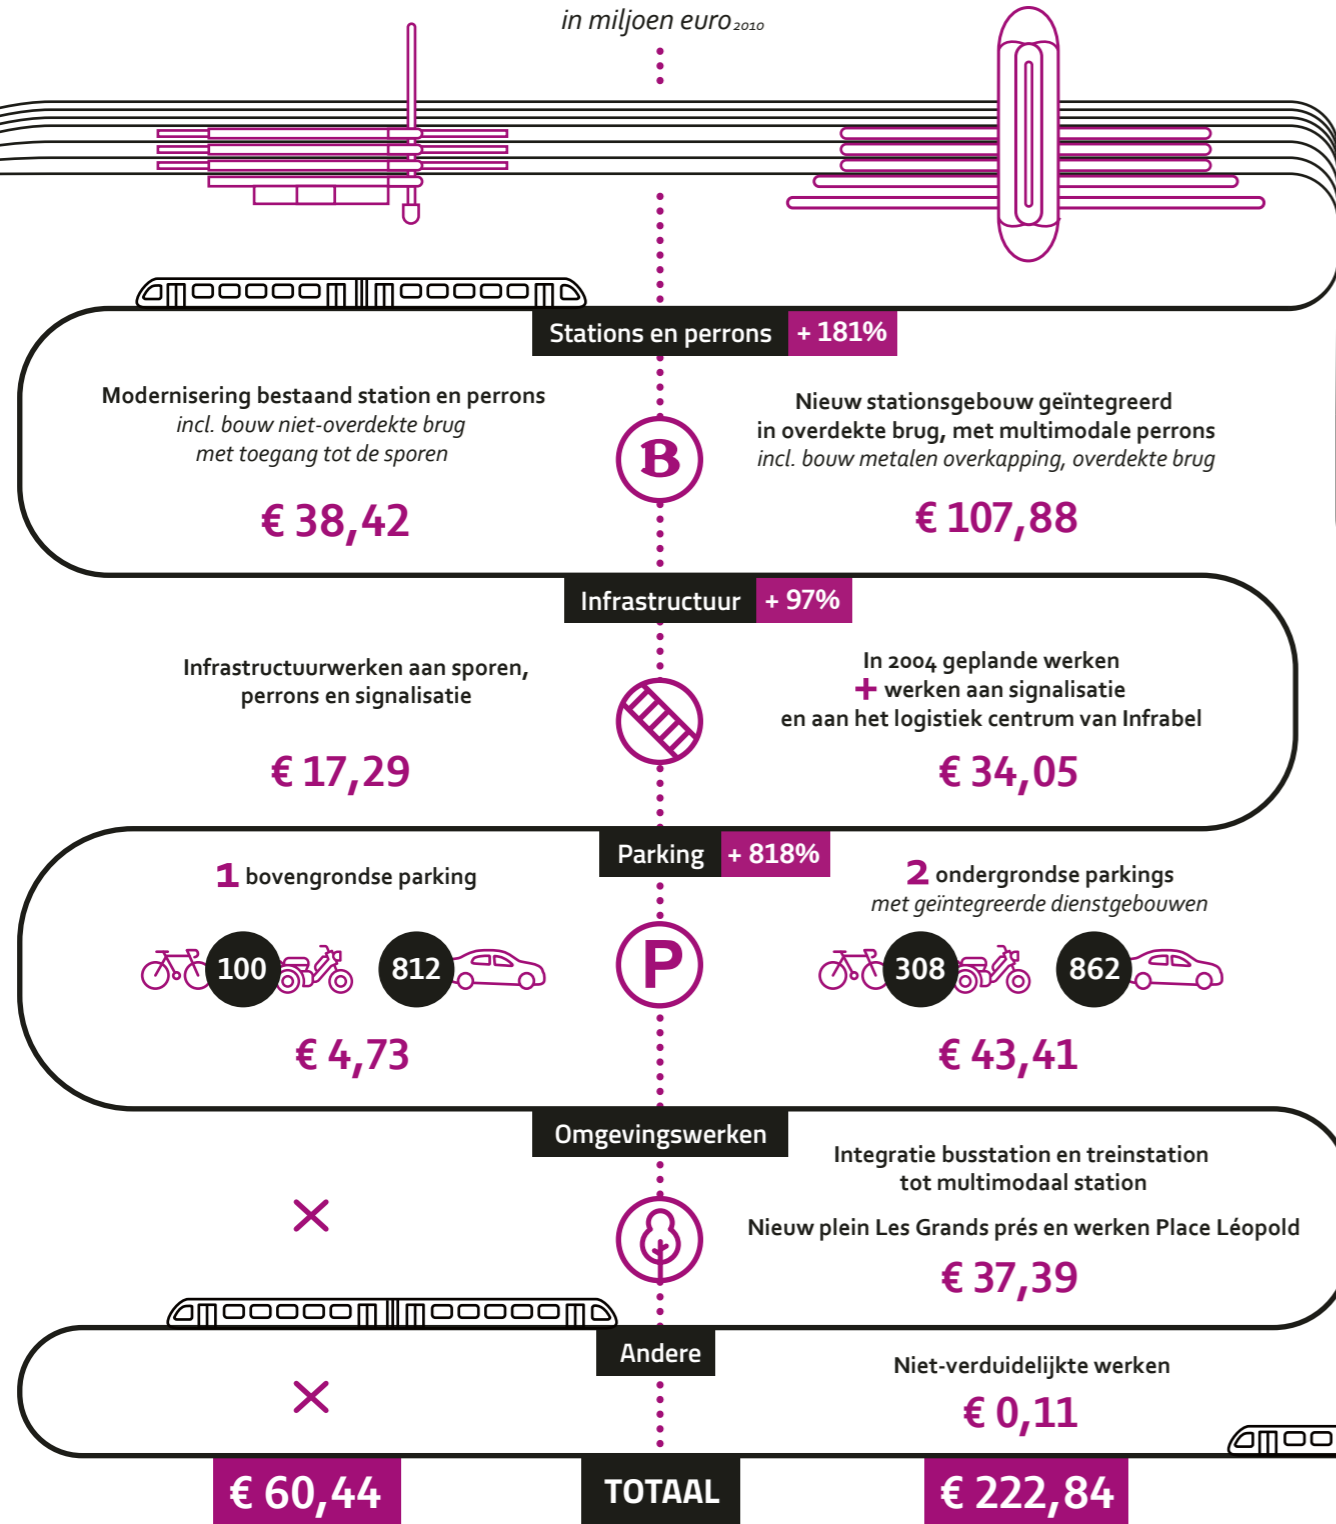 in miljoen euro 2010
Stations en perrons + 181%
Modernisering bestaand station en perrons
incl. bouw niet-overdekte brug
met toegang tot de sporen
€ 38,42
B
Nieuw stationsgebouw geïntegreerd
in overdekte brug, met multimodale perrons
incl. bouw metalen overkapping, overdekte brug
€ 107,88
Infrastructuur + 97%
Infrastructuurwerken aan sporen,
perrons en signalisatie
€ 17,29
In 2004 geplande werken
+ werken aan signalisatie
en aan het logistiek centrum van Infrabel
€ 34,05
Parking + 818%
1 bovengrondse parking
100 812
€ 4,73
P
2 ondergrondse parkings
met geïntegreerde dienstgebouwen
308 862
€ 43,41
Omgevingswerken
Integratie busstation en treinstation
tot multimodaal station
Nieuw plein Les Grands prés en werken Place Léopold
€ 37,39
Andere
Niet-verduidelijkte werken
€ 0,11
€ 60,44 TOTAAL € 222,84